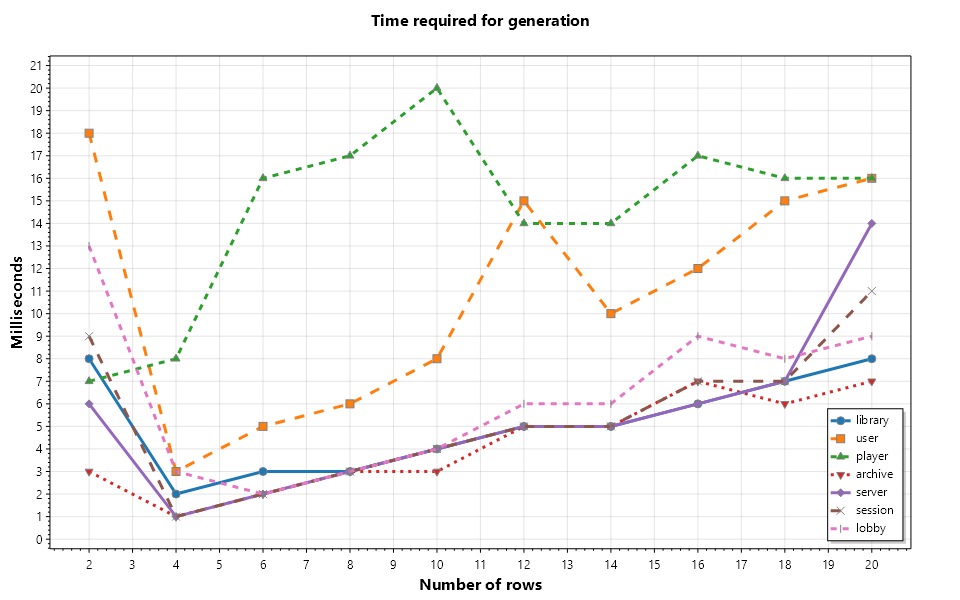 Time required for generation
21
20
19
18
17
16
15
14
13
12
11
10
9
8
7
6
5
4
3
2
1
0
Milliseconds
library
user
player
archive
server
session
lobby
2 3 4 5 6 7 8 9 10 11 12 13 14 15 16 17 18 19 20
Number of rows